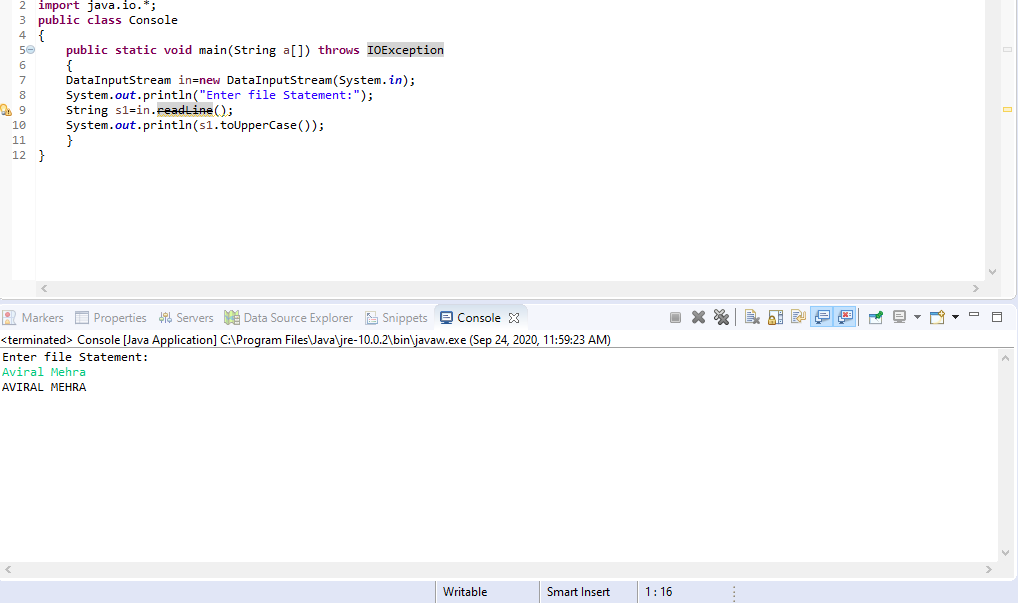 2 import java.io.*;
3 public class Console
4 {
5 public static void main(String a[]) throws IOException
6 {
7 DataInputStream in=new DataInputStream(System.in);
8 System.out.println("Enter file Statement:");
9 String s1=in.readLine();
10 System.out.println(s1.toUpperCase());
11 }
12 }
Markers Properties Servers Data Source Explorer Snippets Console
<terminated> Console [Java Application] C:\Program Files\Java\jre-10.0.2\bin\javaw.exe (Sep 24, 2020, 11:59:23 AM)
Enter file Statement:
Aviral Mehra
AVIRAL MEHRA
Writable Smart Insert 1 : 16